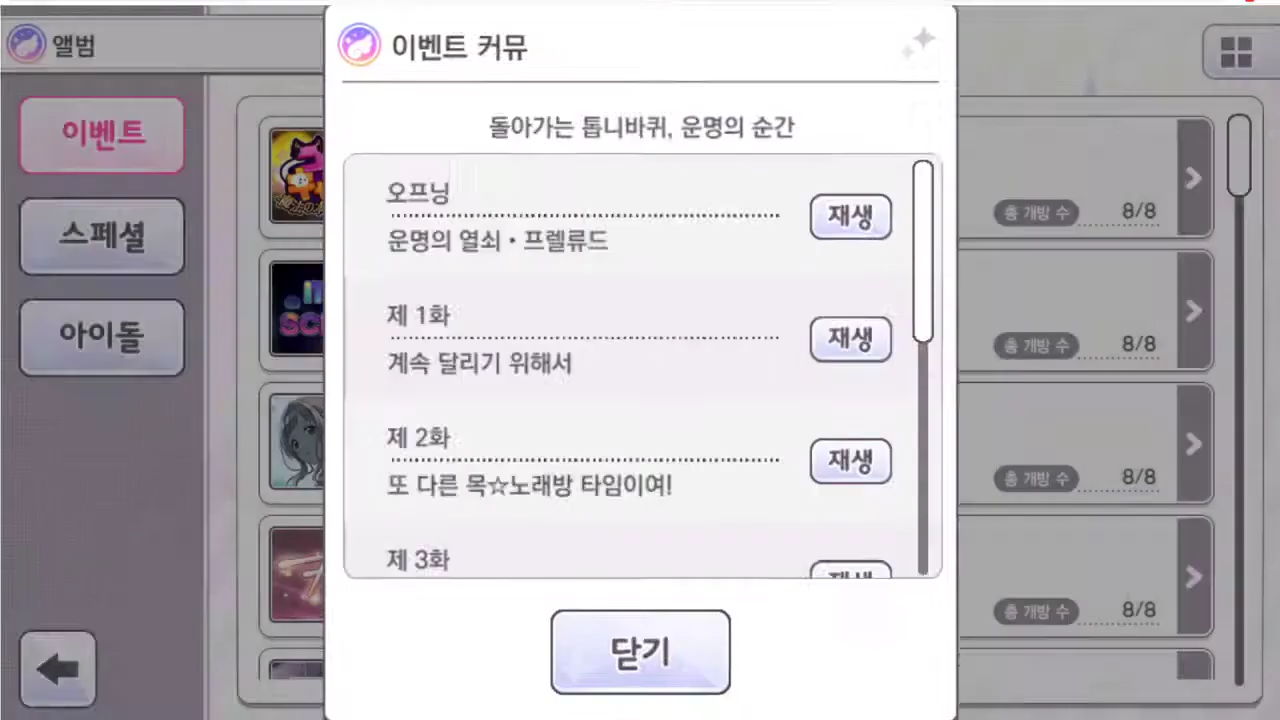 앨범
이벤트
스페셜
아이돌
이벤트 커뮤
돌아가는 톱니바퀴, 운명의 순간
오프닝
운명의 열쇠·프렐류드
재생
제 1화
계속 달리기 위해서
재생
제 2화
또 다른 목☆노래방 타임이여!
재생
제 3화
재생
닫기
총 개방 수 8/8
총 개방 수 8/8
총 개방 수 8/8
총 개방 수 8/8